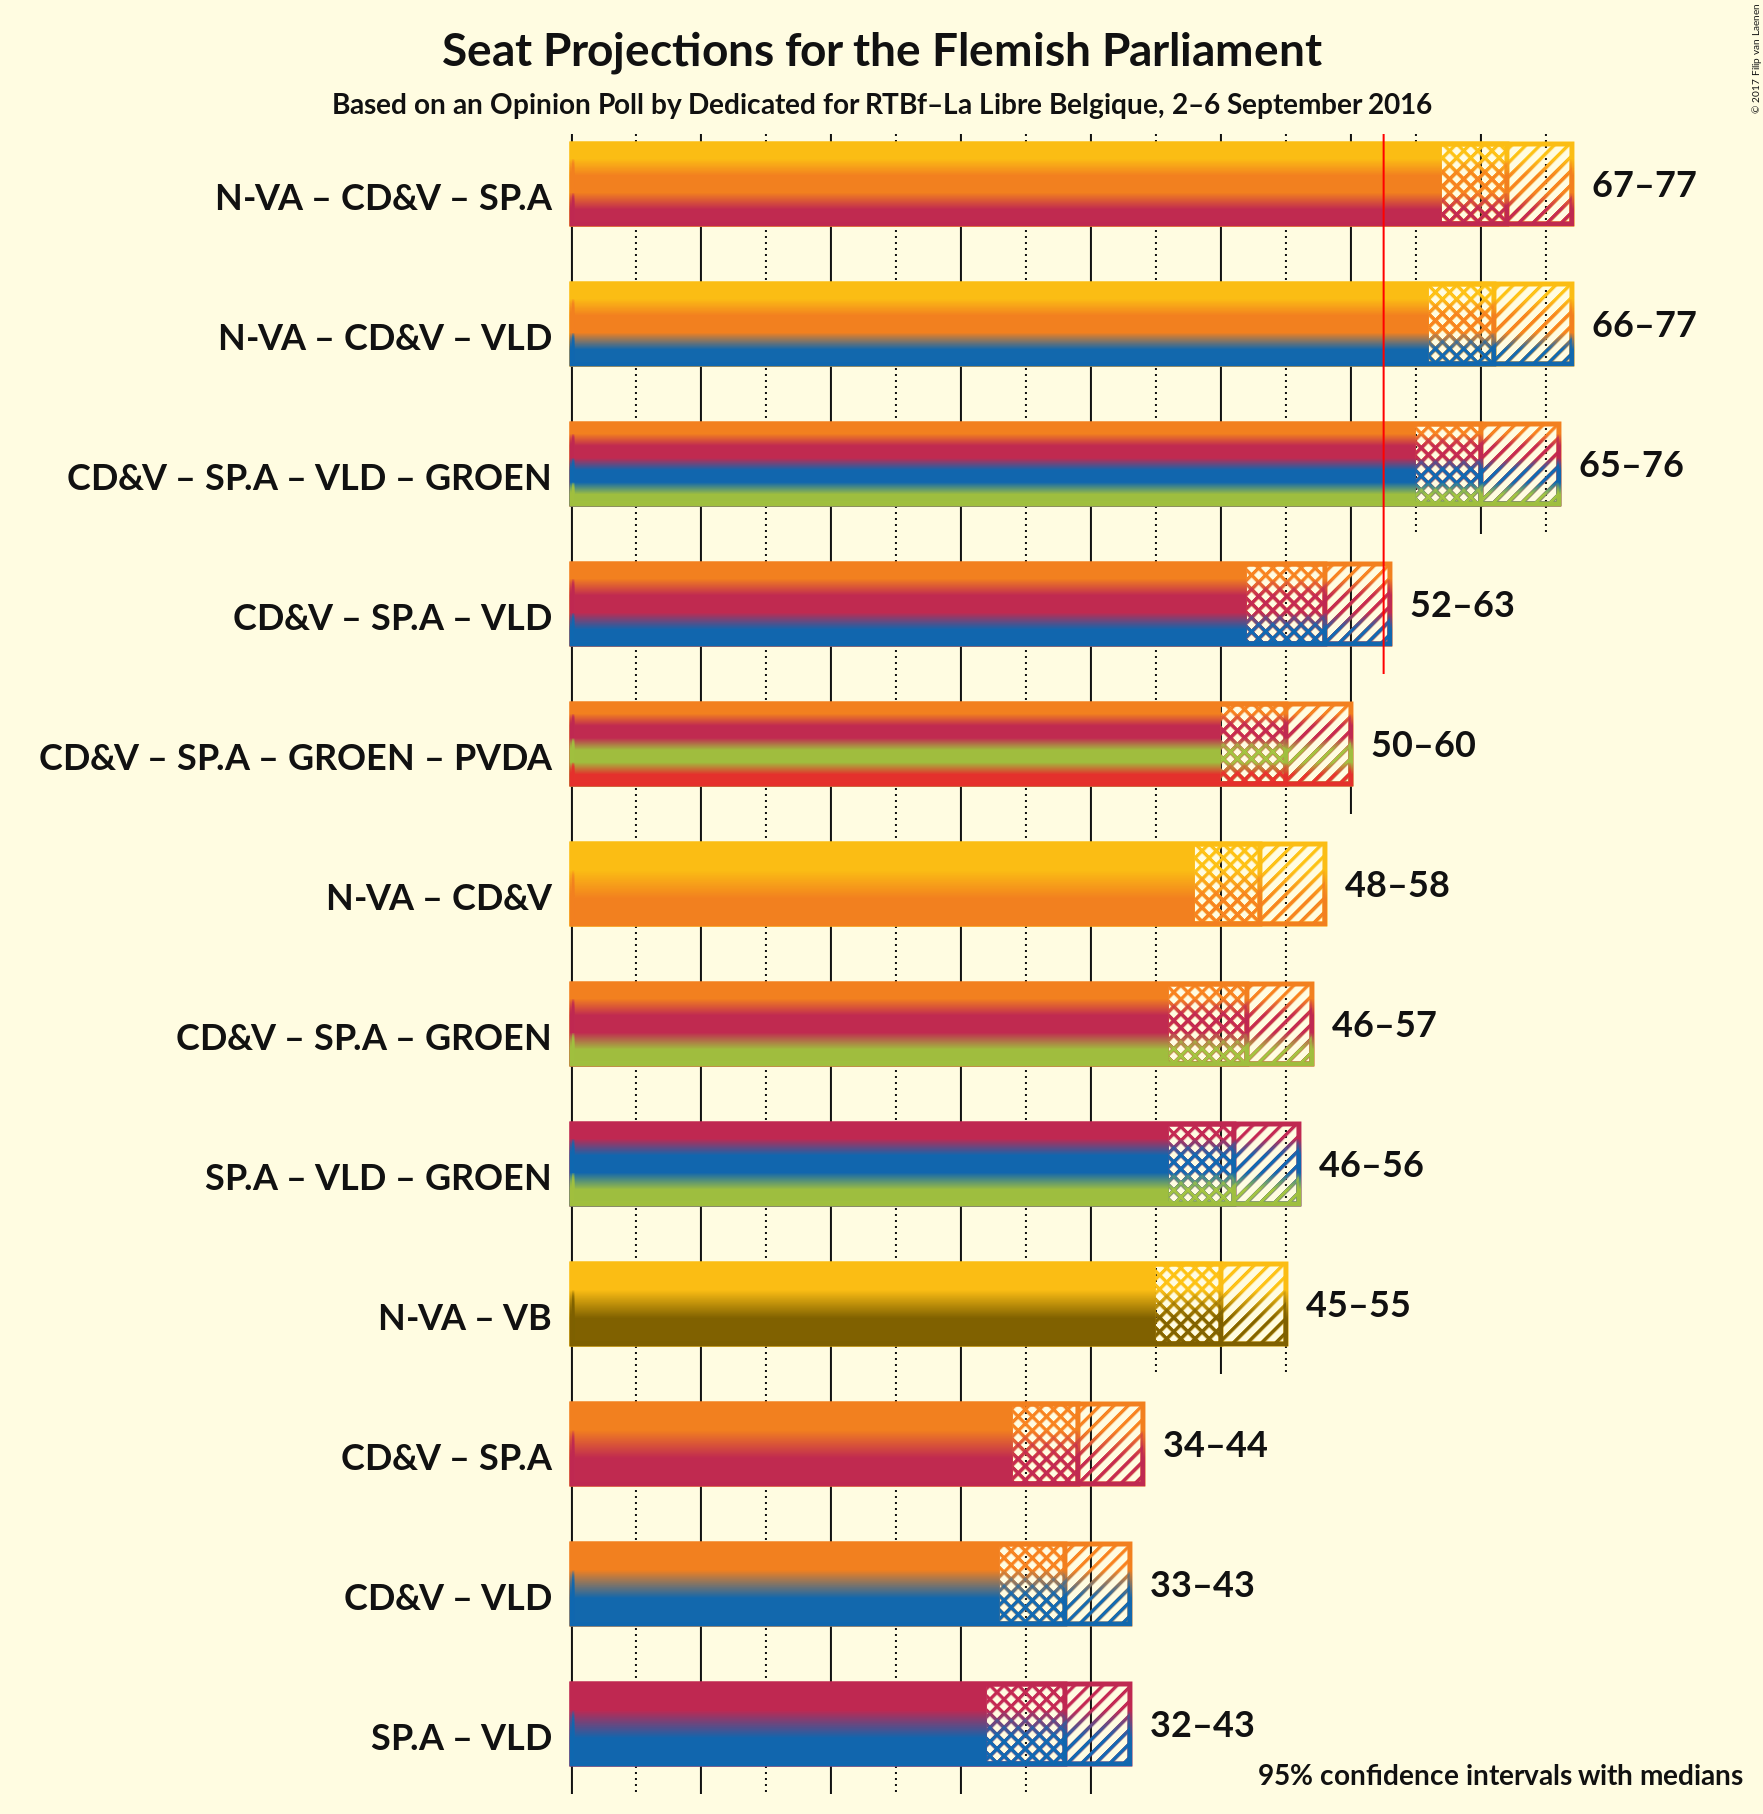 Seat Projections for the Flemish Parliament
Based on an Opinion Poll by Dedicated for RTBf–La Libre Belgique, 2–6 September 2016
© 2017 Filip van Laenen
N-VA – CD&V – SP.A 67–77
N-VA – CD&V – VLD 66–77
CD&V – SP.A – VLD – GROEN 65–76
CD&V – SP.A – VLD 52–63
CD&V – SP.A – GROEN – PVDA 50–60
N-VA – CD&V 48–58
CD&V – SP.A – GROEN 46–57
SP.A – VLD – GROEN 46–56
N-VA – VB 45–55
CD&V – SP.A 34–44
CD&V – VLD 33–43
SP.A – VLD 32–43
95% confidence intervals with medians